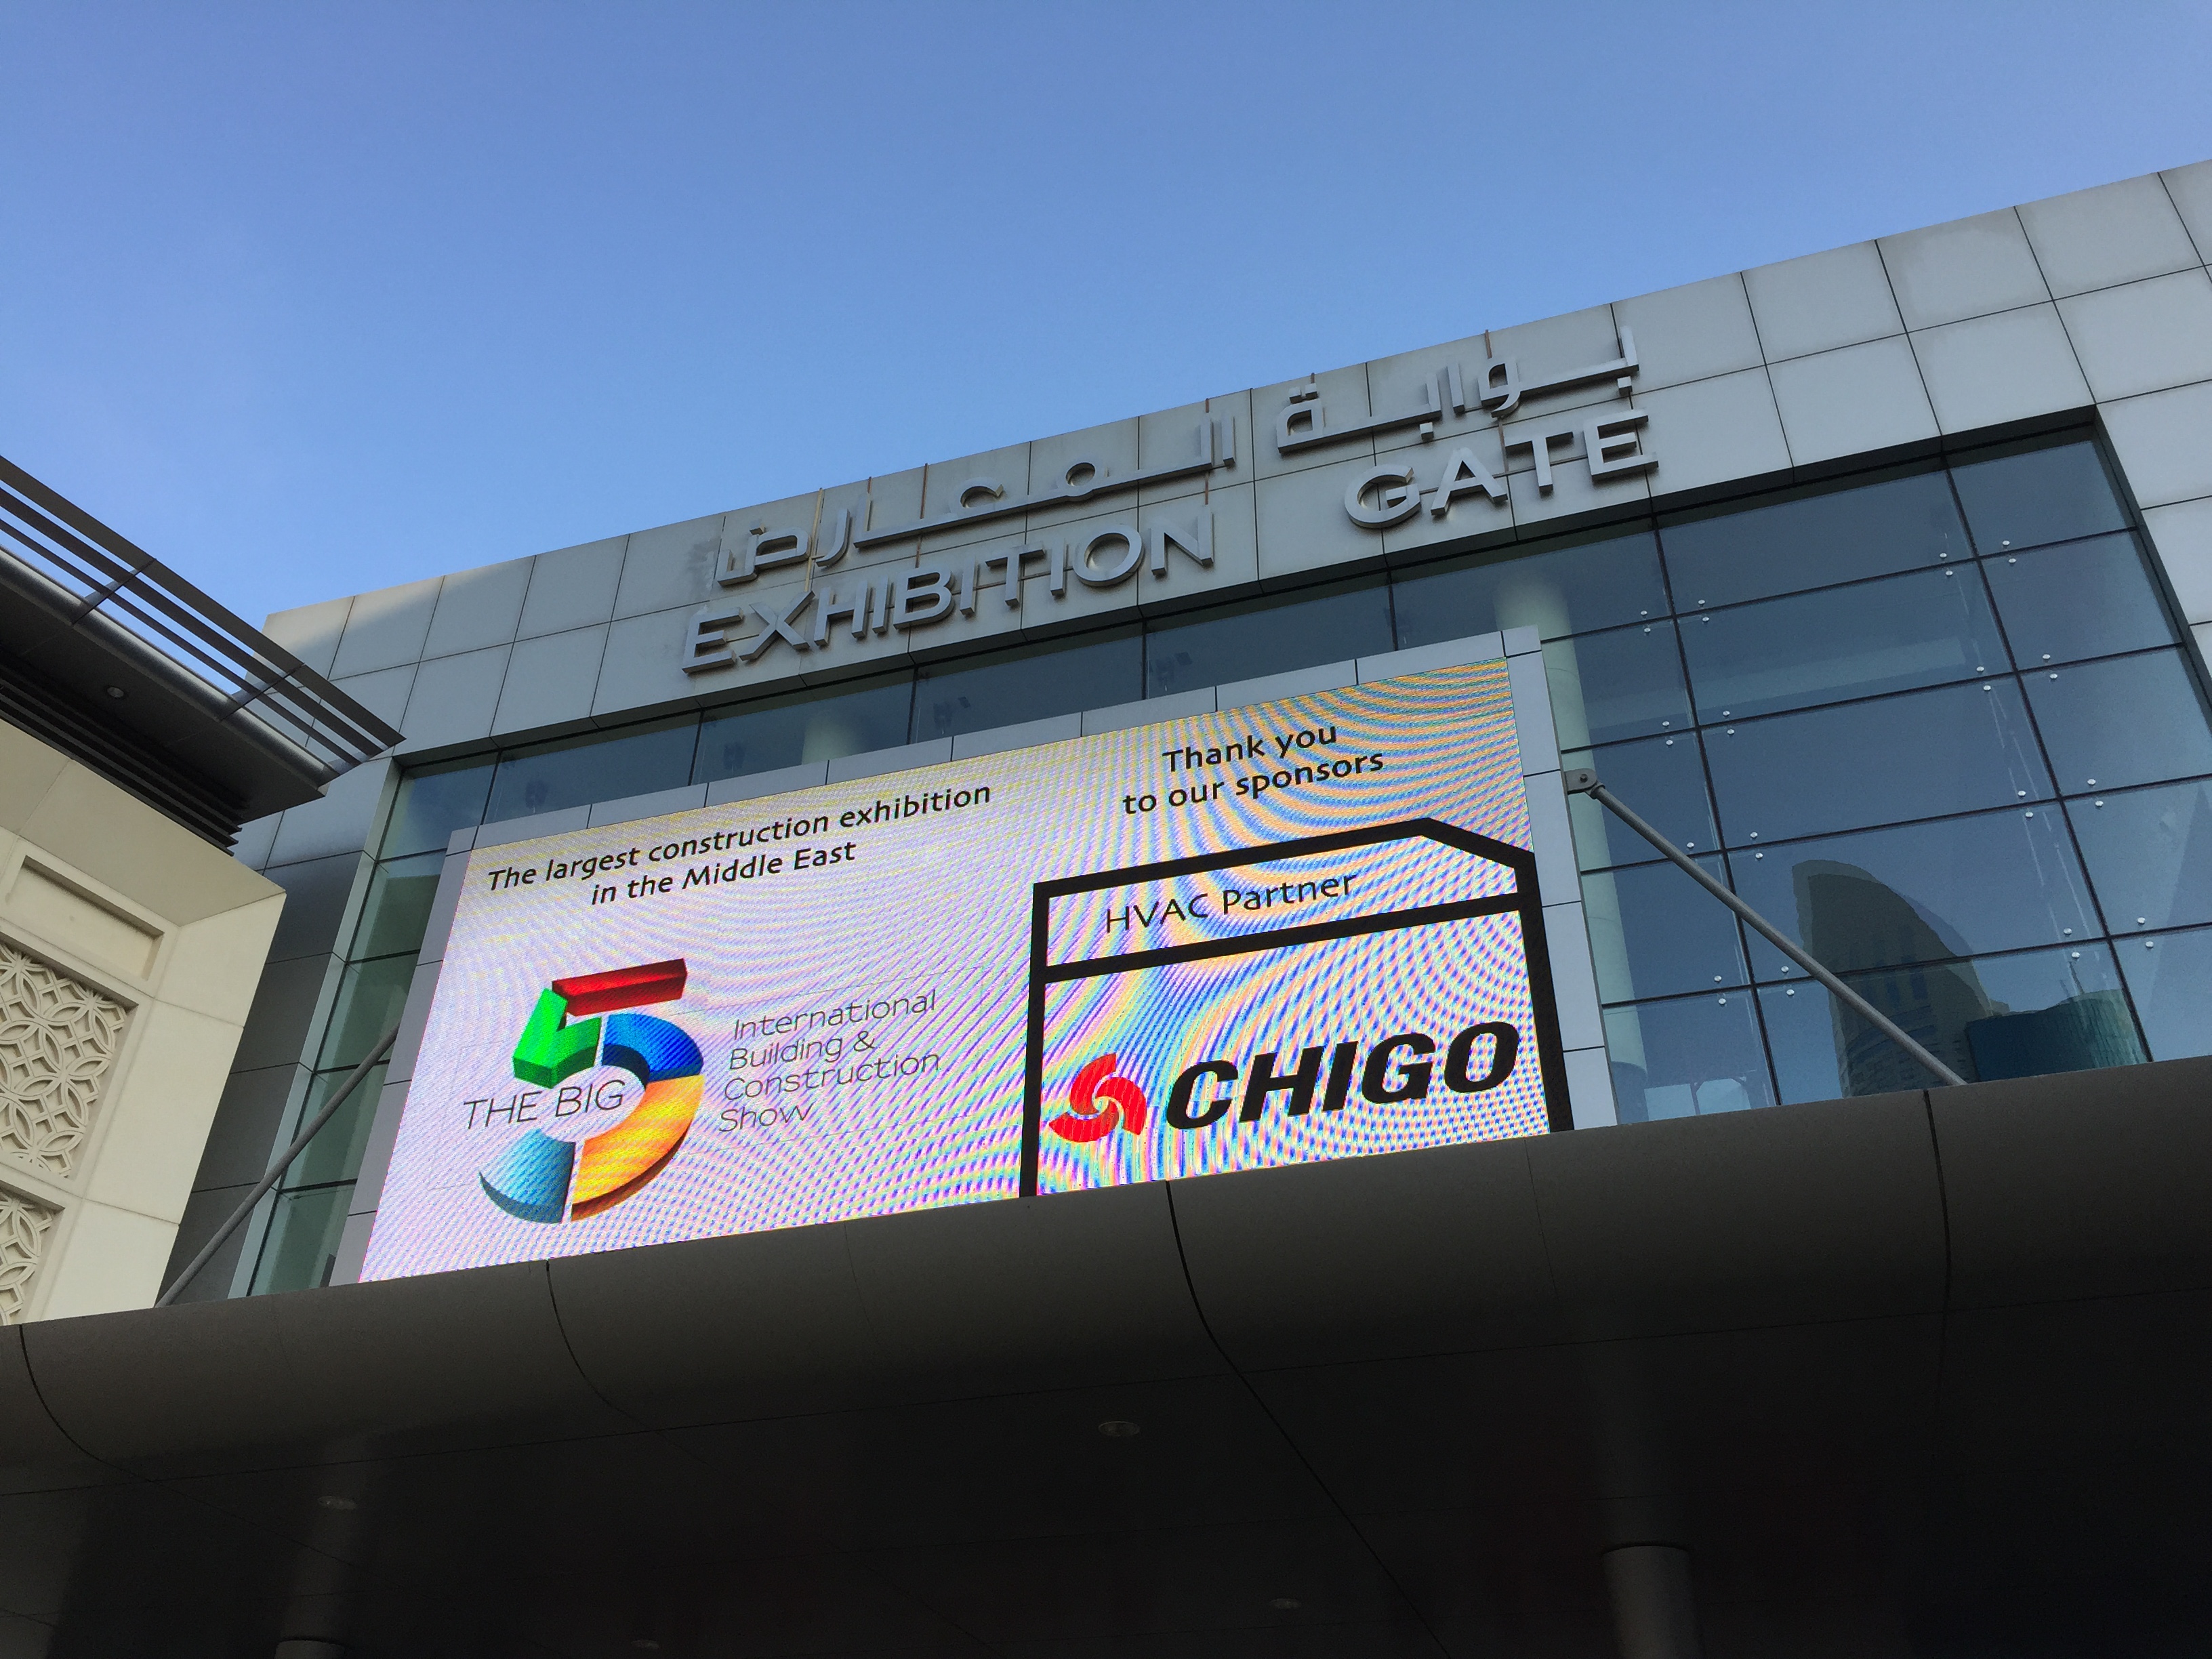 بوابة المعارض
EXHIBITION GATE
The largest construction exhibition
in the Middle East
THE BIG 5
International
Building &
Construction
Show
Thank you
to our sponsors
HVAC Partner
CHIGO